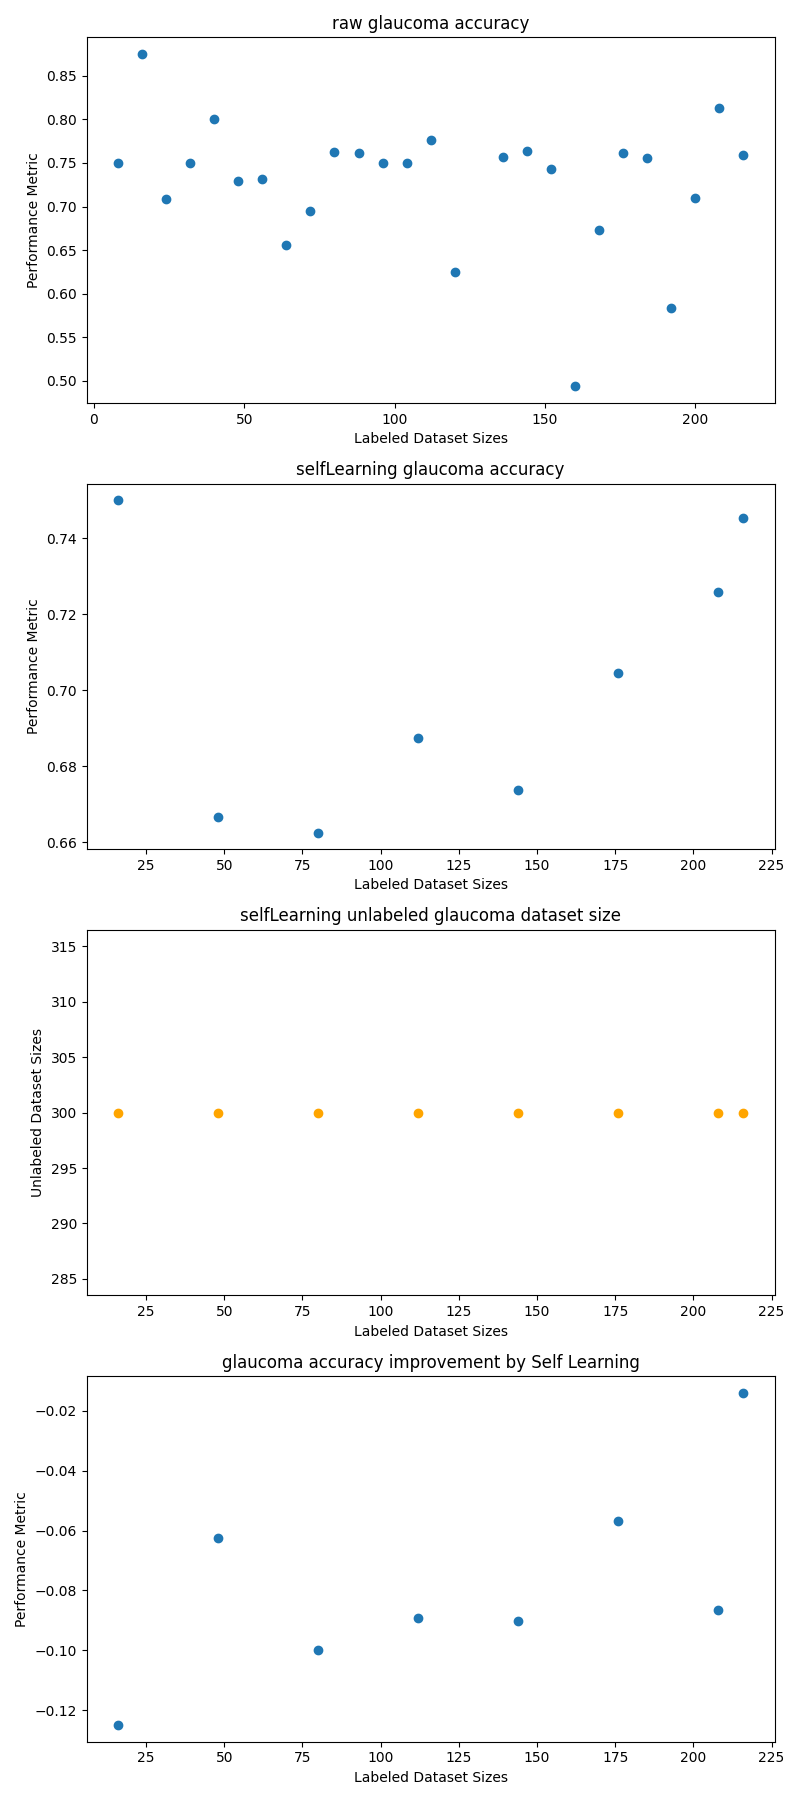 raw glaucoma accuracy
0.85
0.80
0.75
0.70
0.65
0.60
0.55
0.50
Performance Metric
0 50 100 150 200
Labeled Dataset Sizes
selfLearning glaucoma accuracy
0.74
0.72
0.70
0.68
0.66
Performance Metric
25 50 75 100 125 150 175 200 225
Labeled Dataset Sizes
selfLearning unlabeled glaucoma dataset size
315
310
305
300
295
290
285
Unlabeled Dataset Sizes
25 50 75 100 125 150 175 200 225
Labeled Dataset Sizes
glaucoma accuracy improvement by Self Learning
−0.02
−0.04
−0.06
−0.08
−0.10
−0.12
Performance Metric
25 50 75 100 125 150 175 200 225
Labeled Dataset Sizes